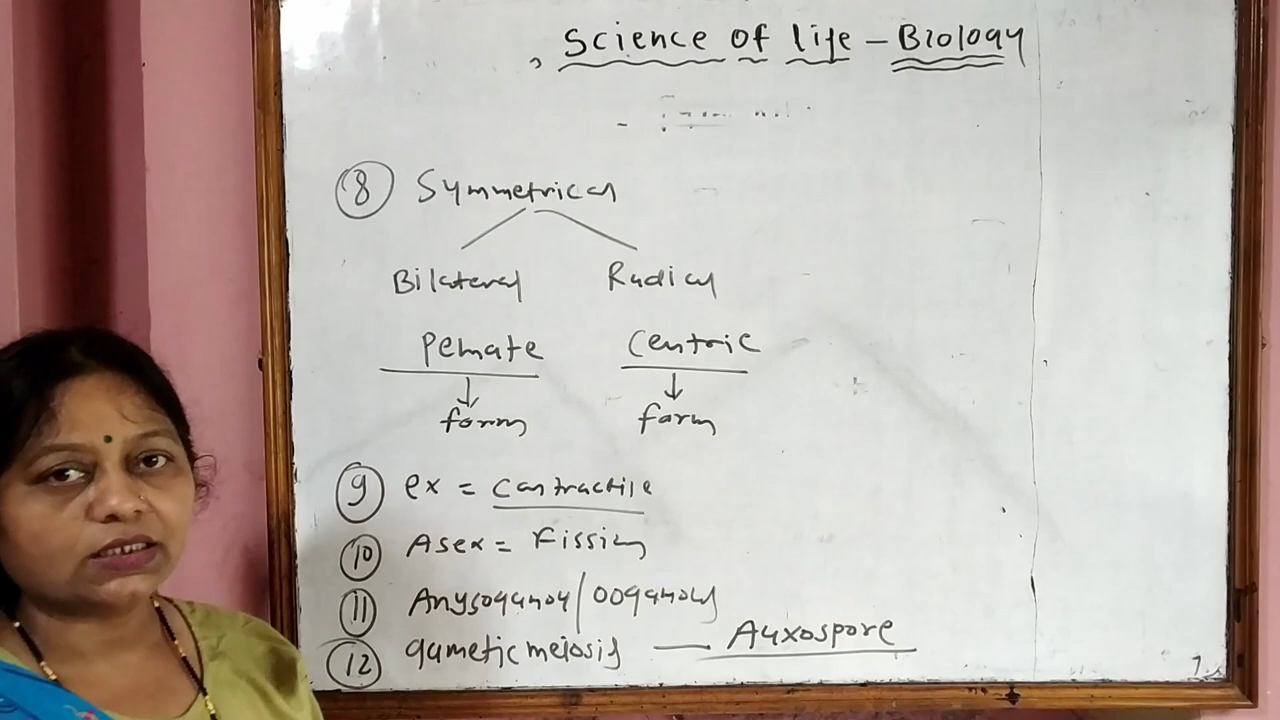 Science of life - Biology
8 Symmetrical
Bilateral Radial
Pennate Centric
↓ ↓
form form
9 ex = contractile
10 Asex = Fission
11 Anysogamoy / oogamous
12 gametic meiosis — Auxospore